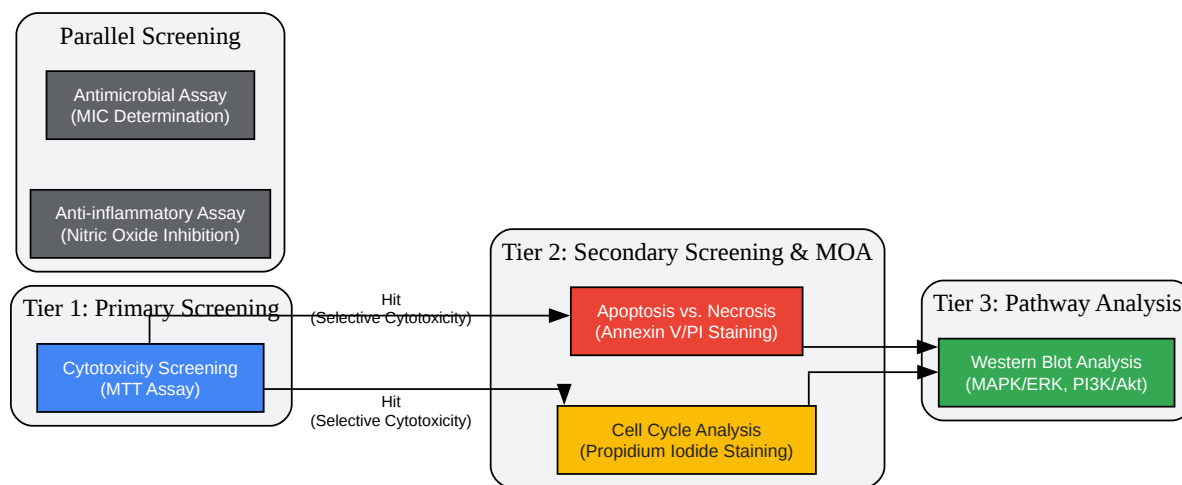 Parallel Screening
Antimicrobial Assay
(MIC Determination)
Anti-inflammatory Assay
(Nitric Oxide Inhibition)
Tier 1: Primary Screening
Cytotoxicity Screening
(MTT Assay)
Hit
(Selective Cytotoxicity)
Hit
(Selective Cytotoxicity)
Tier 2: Secondary Screening & MOA
Apoptosis vs. Necrosis
(Annexin V/PI Staining)
Cell Cycle Analysis
(Propidium Iodide Staining)
Tier 3: Pathway Analysis
Western Blot Analysis
(MAPK/ERK, PI3K/Akt)